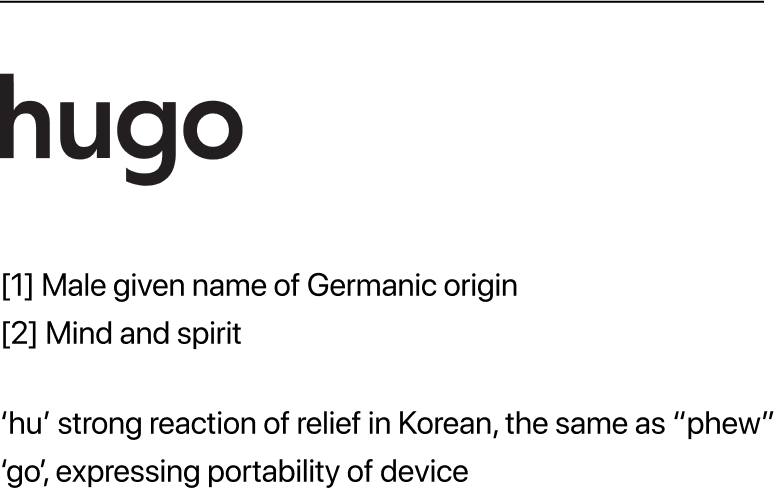 hugo
[1] Male given name of Germanic origin
[2] Mind and spirit
‘hu’ strong reaction of relief in Korean, the same as “phew”
‘go’, expressing portability of device